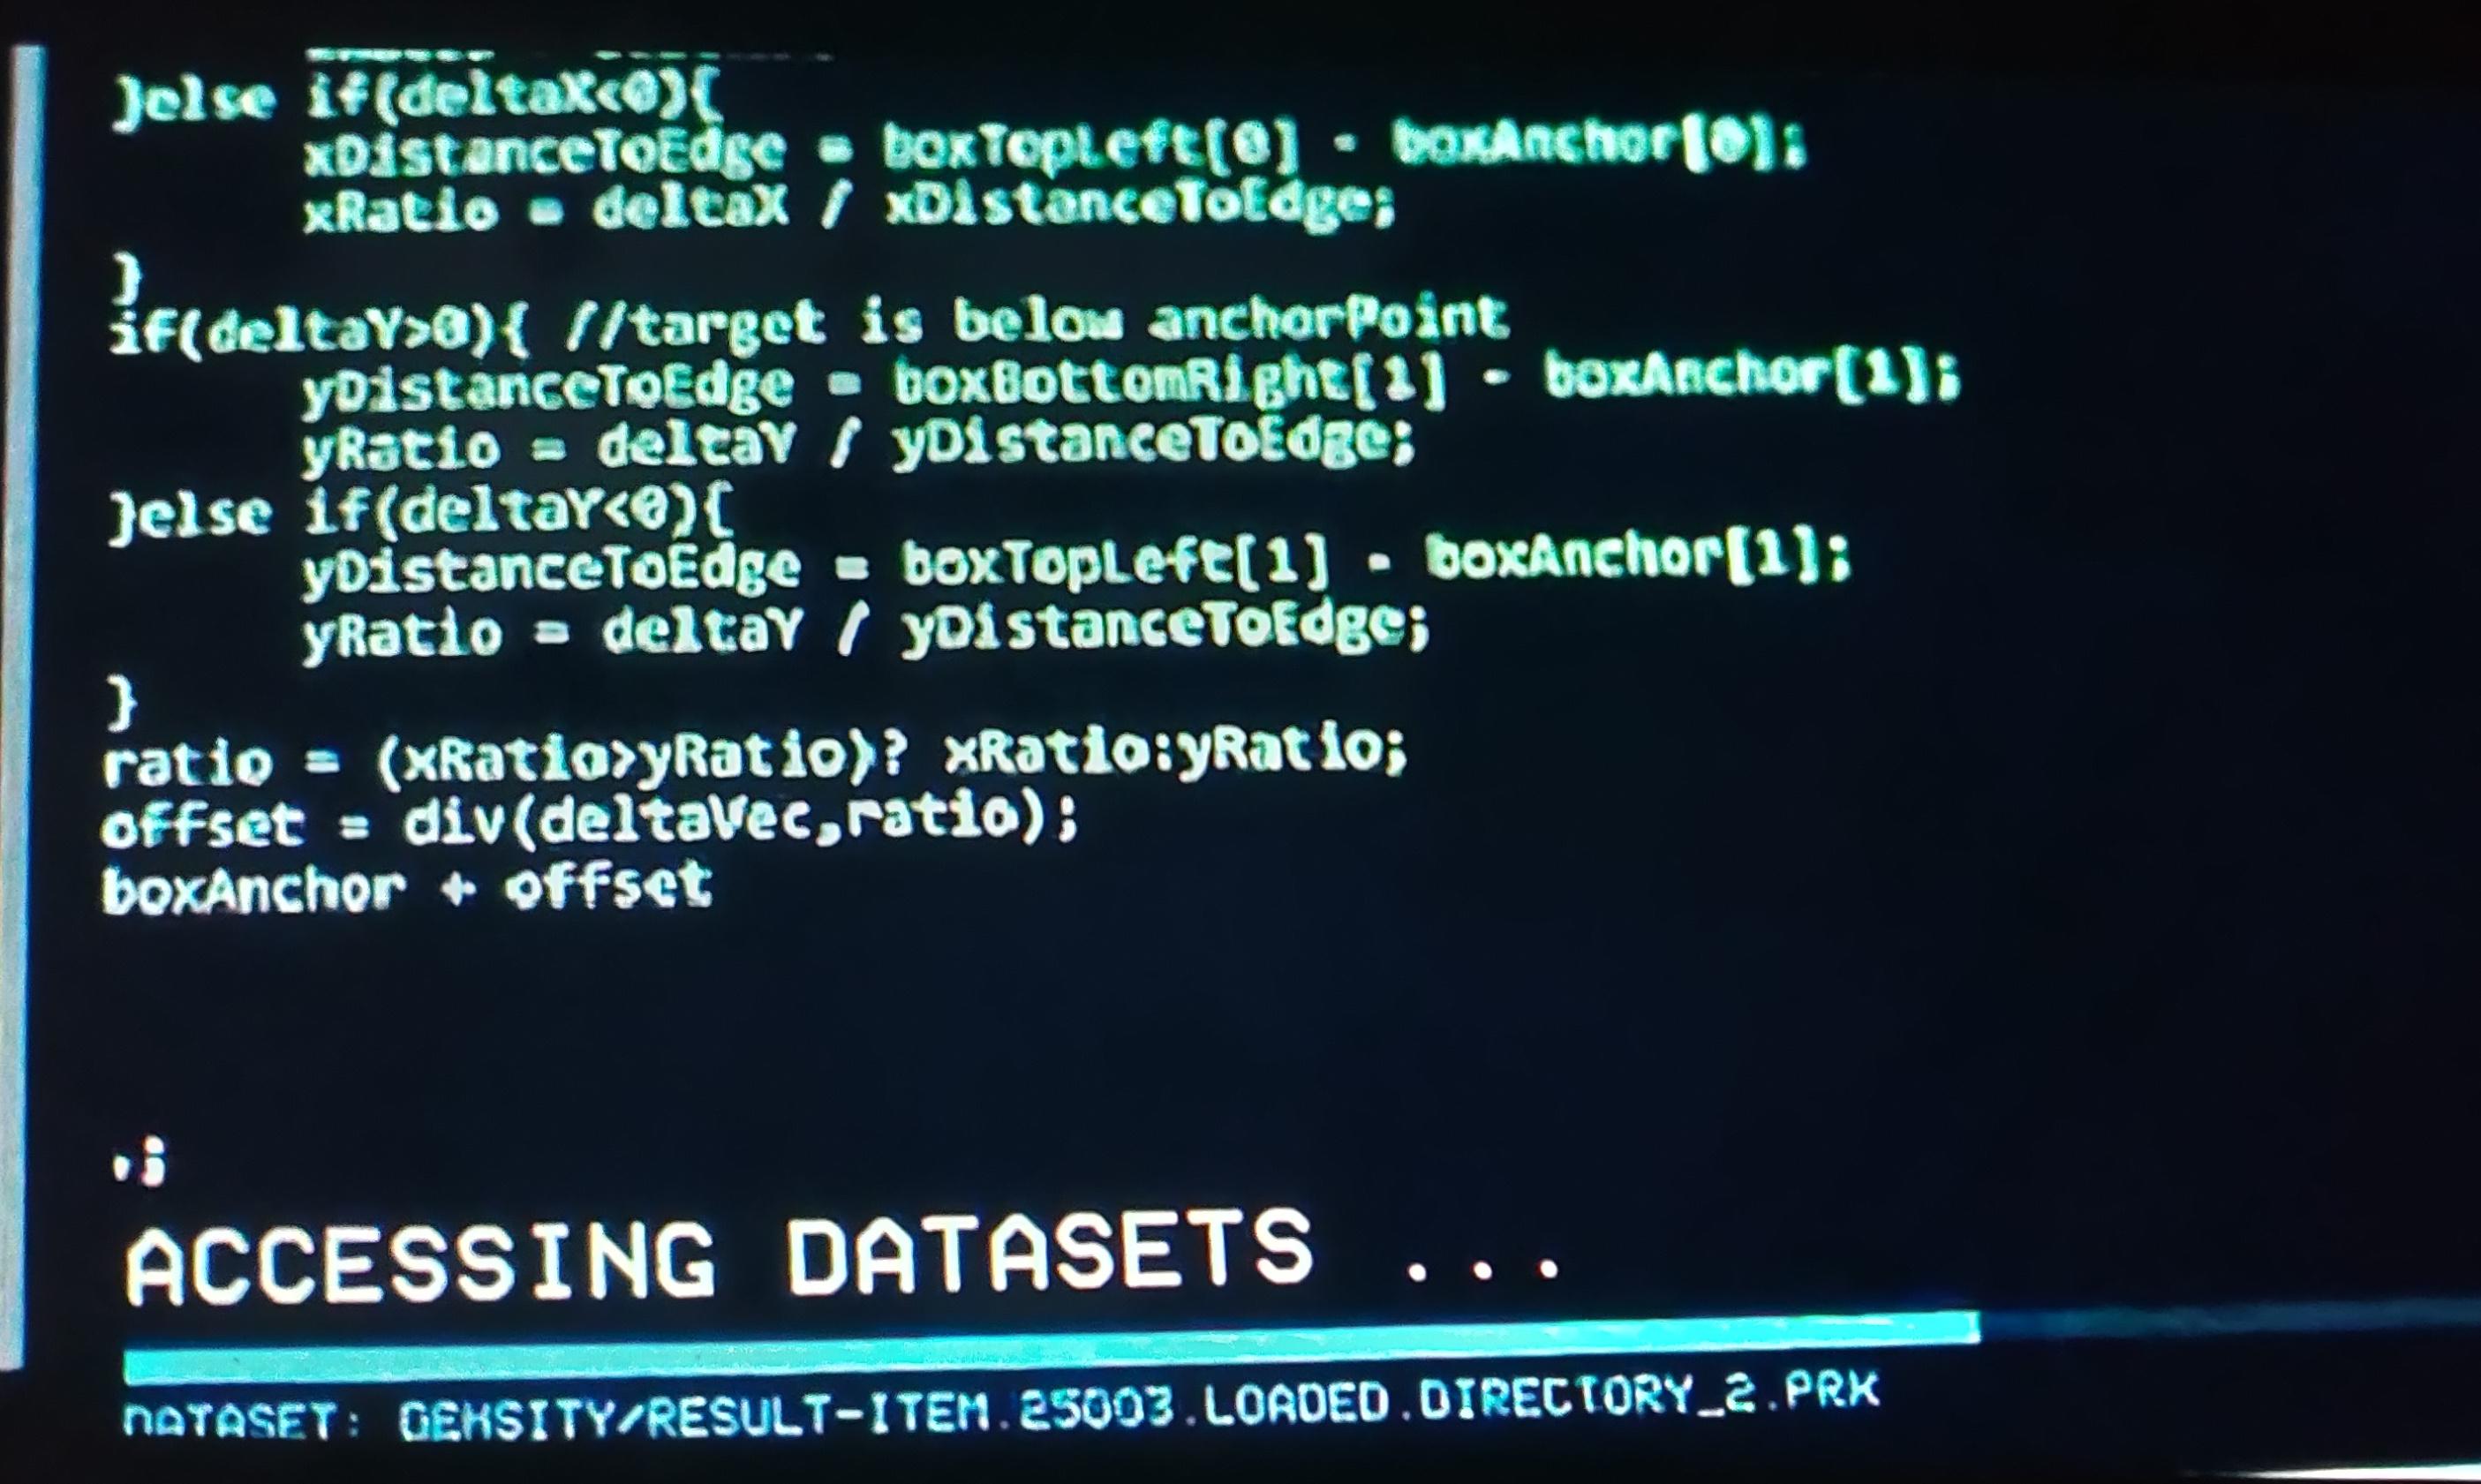 }else if(deltaX<0){
xDistanceToEdge = boxTopLeft[0] - boxAnchor[0];
xRatio = deltaX / xDistanceToEdge;
}
if(deltaY>0){ //target is below anchorPoint
yDistanceToEdge = boxBottomRight[1] - boxAnchor[1];
yRatio = deltaY / yDistanceToEdge;
}else if(deltaY<0){
yDistanceToEdge = boxTopLeft[1] - boxAnchor[1];
yRatio = deltaY / yDistanceToEdge;
}
ratio = (xRatio>yRatio)? xRatio:yRatio;
offset = div(deltaVec,ratio);
boxAnchor + offset
ACCESSING DATASETS ...
DATASET: /RESULT-ITEM.25003.LOADED.DIRECTORY_2.PRK